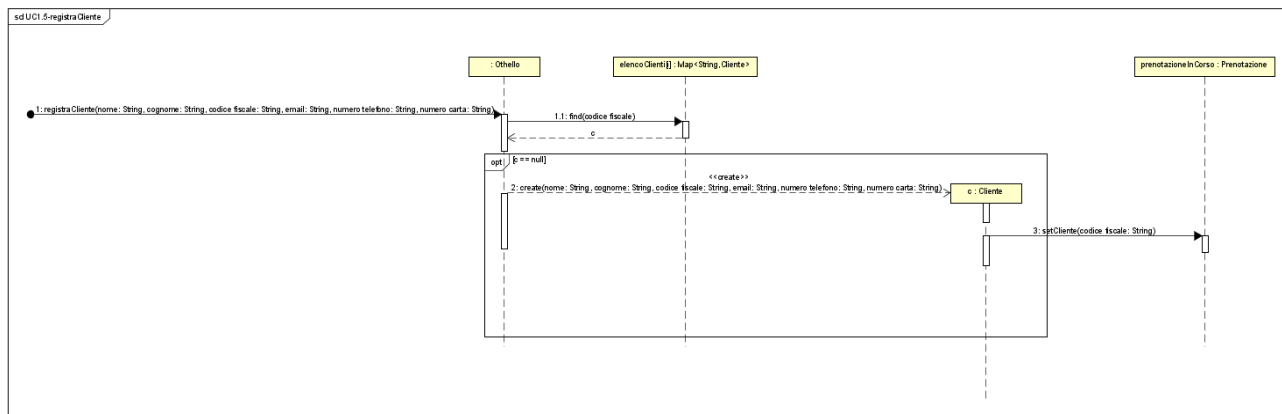 sd UC1.5-registraCliente
: Othello
elencoClienti[] : Map<String,Cliente>
prenotazioneInCorso : Prenotazione
1: registraCliente(nome: String, cognome: String, codice fiscale: String, email: String, numero telefono: String, numero carta: String)
1.1: find(codice fiscale)
c
opt
[c == null]
<<create>>
2: create(nome: String, cognome: String, codice fiscale: String, email: String, numero telefono: String, numero carta: String)
c : Cliente
3: setCliente(codice fiscale: String)